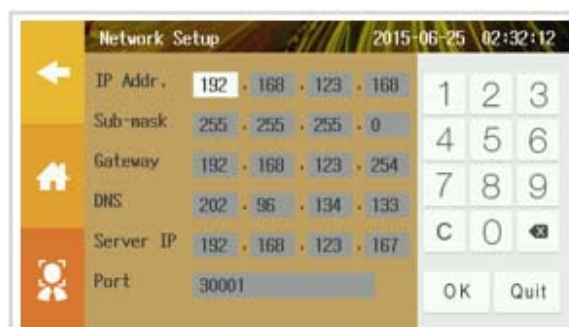 Network Setup 2015-06-25 02:32:12
IP Addr. 192 . 168 . 123 . 168
Sub-mask 255 . 255 . 255 . 0
Gateway 192 . 168 . 123 . 254
DNS 202 . 96 . 134 . 133
Server IP 192 . 168 . 123 . 167
Port 30001
1 2 3
4 5 6
7 8 9
C 0
OK Quit